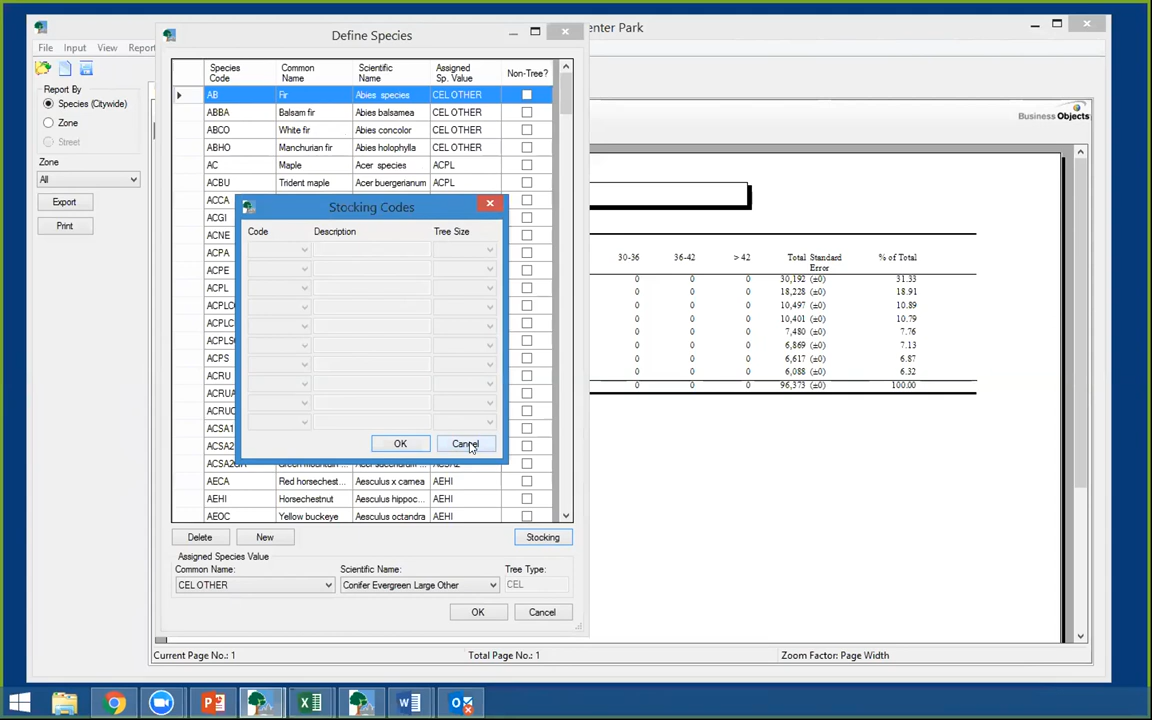 enter Park
File Input View Report
Report By
Species (Citywide)
Zone
Street
Zone
All
Export
Print
Define Species
Species Code Common Name Scientific Name Assigned Sp. Value Non-Tree?
AB Fir Abies species CEL OTHER
ABBA Balsam fir Abies balsamea CEL OTHER
ABCO White fir Abies concolor CEL OTHER
ABHO Manchurian fir Abies holophylla CEL OTHER
AC Maple Acer species ACPL
ACBU Trident maple Acer buergerianum ACPL
ACCA
ACGI
ACNE
ACPA
ACPE
ACPL
ACPLC
ACPLC
ACPLS
ACPS
ACRU
ACRUA
ACRUC
ACSA1
ACSA2
ACSA2
AECA Red horsechest... Aesculus x carnea AEHI
AEHI Horsechestnut Aesculus hippoc... AEHI
AEOC Yellow buckeye Aesculus octandra AEHI
Stocking Codes
Code Description Tree Size
OK Cancel
Delete New Stocking
Assigned Species Value
Common Name: Scientific Name: Tree Type:
CEL OTHER Conifer Evergreen Large Other CEL
OK Cancel
Business Objects
30-36 36-42 > 42 Total Standard Error % of Total
0 0 0 30,192 (±0) 31.33
0 0 0 18,228 (±0) 18.91
0 0 0 10,497 (±0) 10.89
0 0 0 10,401 (±0) 10.79
0 0 0 7,480 (±0) 7.76
0 0 0 6,869 (±0) 7.13
0 0 0 6,617 (±0) 6.87
0 0 0 6,088 (±0) 6.32
0 0 0 96,373 (±0) 100.00
Current Page No.: 1 Total Page No.: 1 Zoom Factor: Page Width